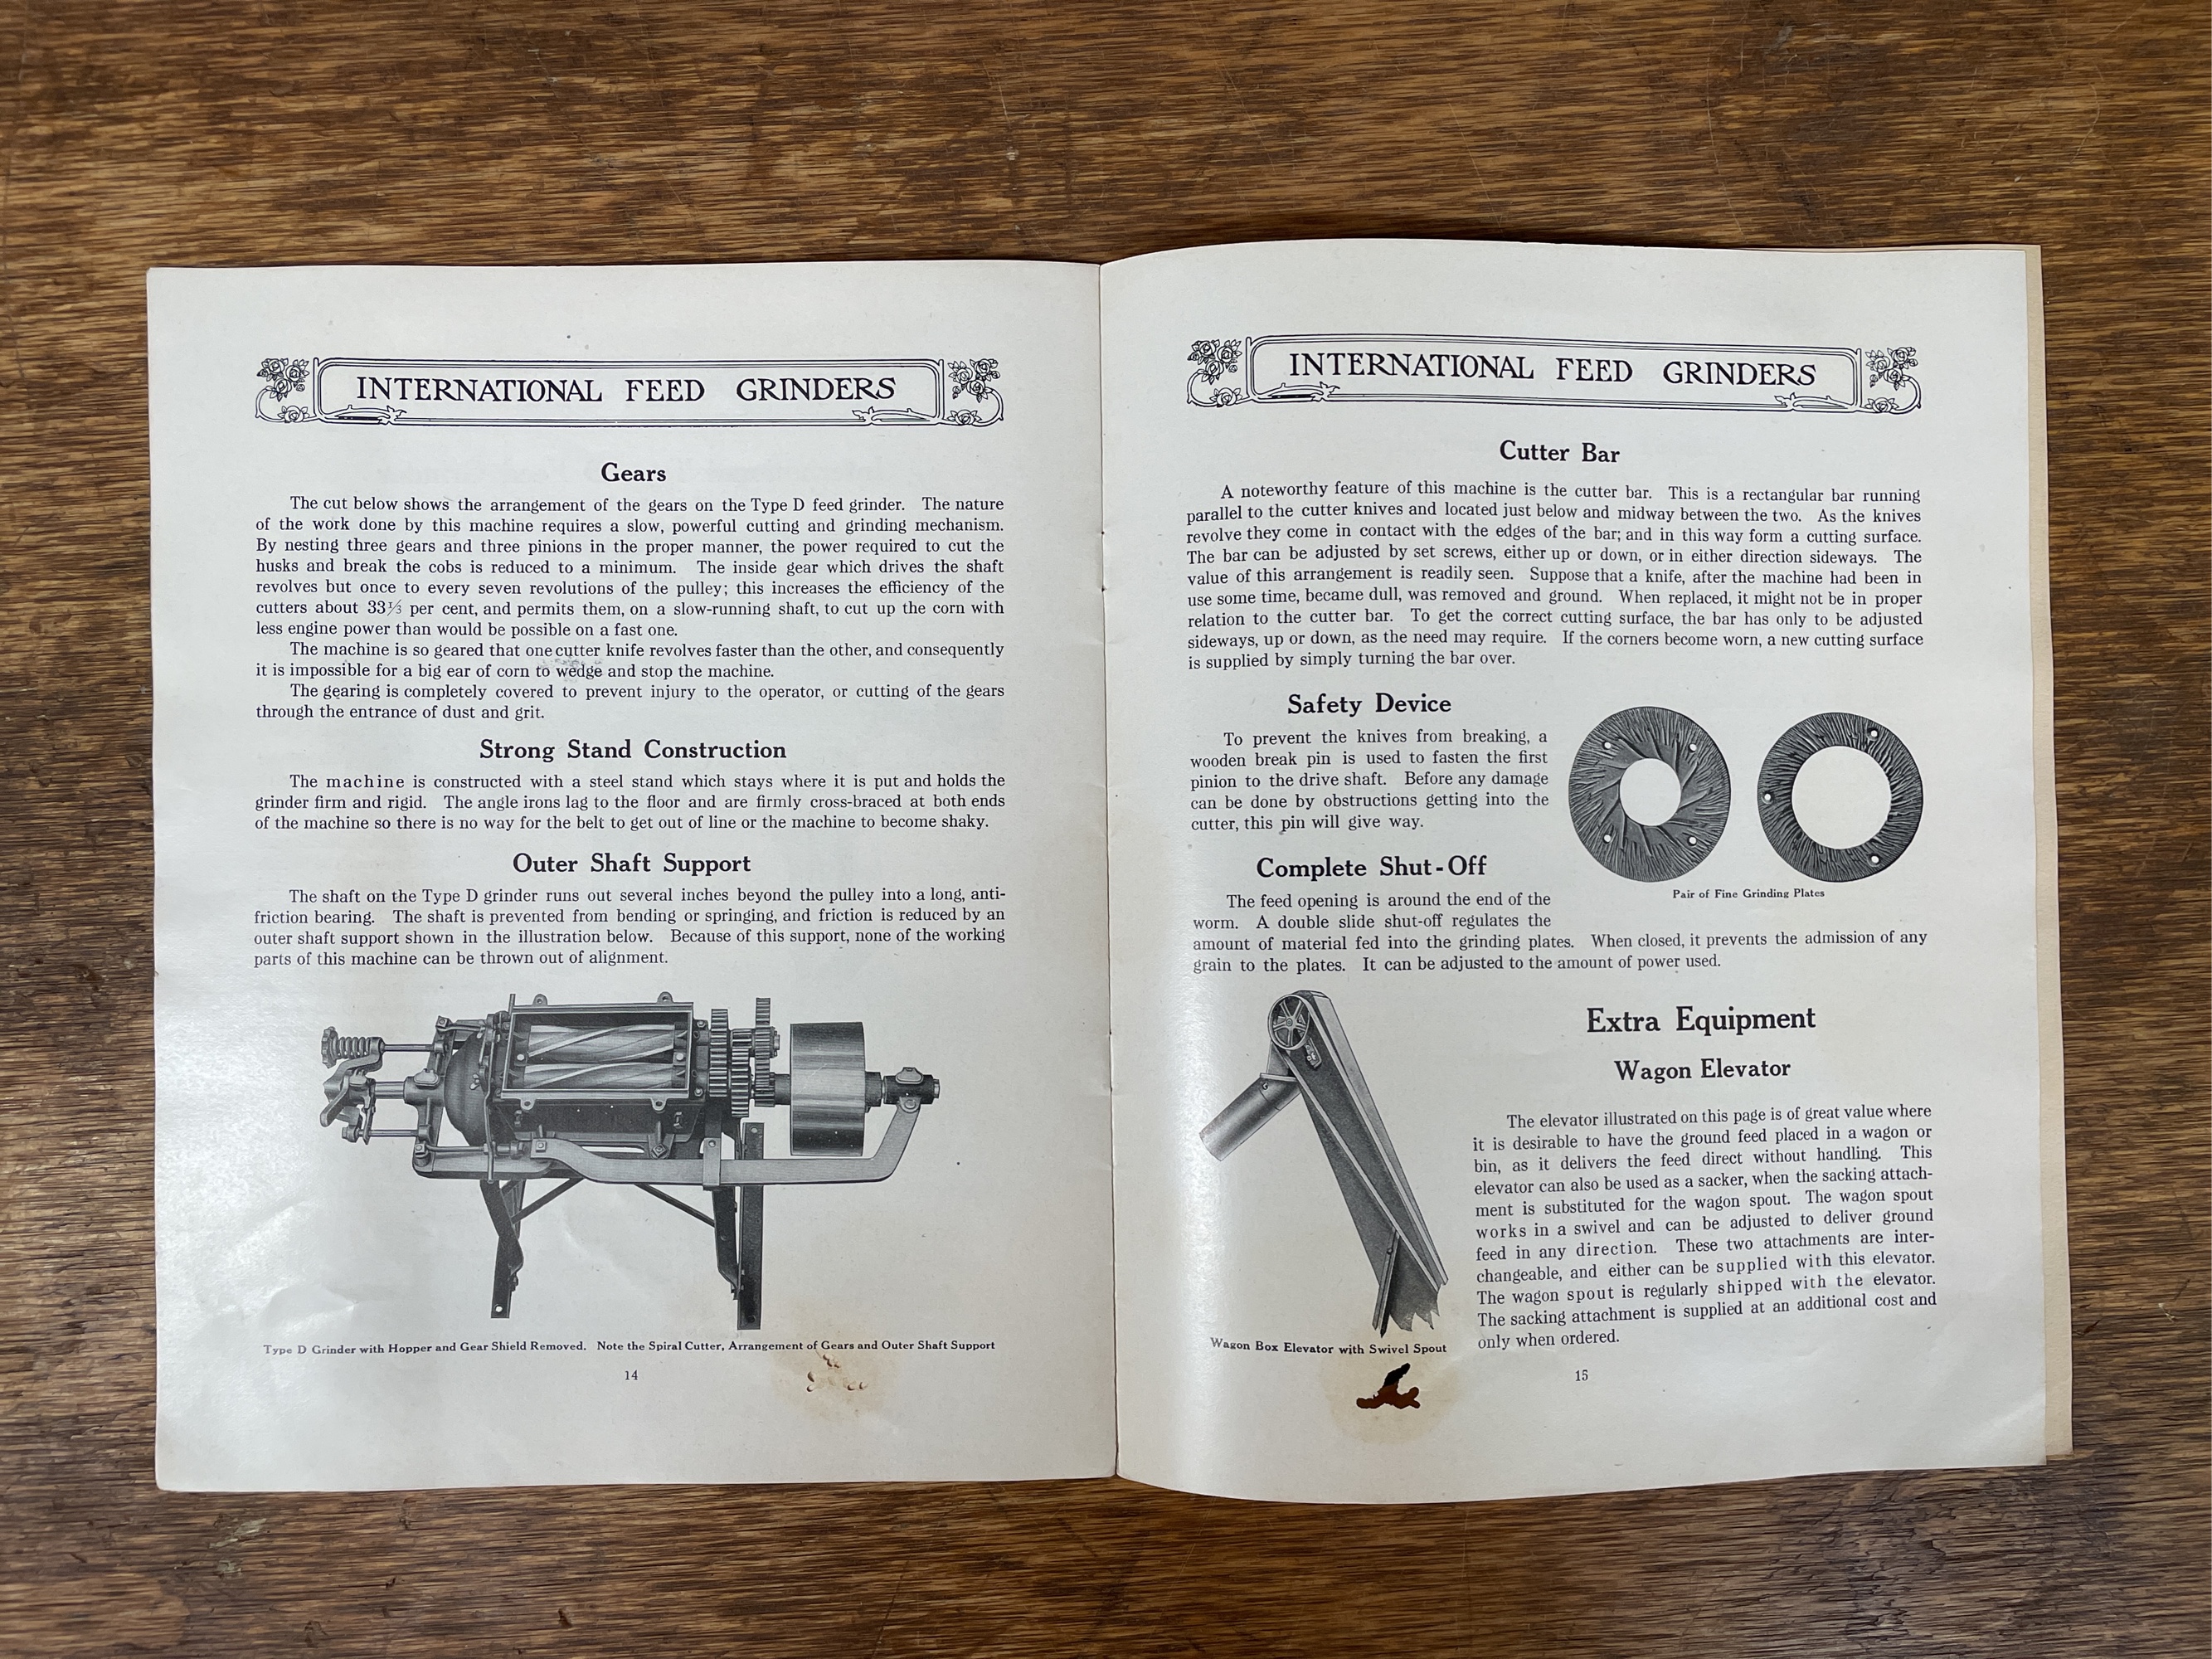 INTERNATIONAL FEED GRINDERS
Gears
The cut below shows the arrangement of the gears on the Type D feed grinder. The nature
of the work done by this machine requires a slow, powerful cutting and grinding mechanism.
By nesting three gears and three pinions in the proper manner, the power required to cut the
husks and break the cobs is reduced to a minimum. The inside gear which drives the shaft
revolves but once to every seven revolutions of the pulley; this increases the efficiency of the
cutters about 33⅓ per cent, and permits them, on a slow-running shaft, to cut up the corn with
less engine power than would be possible on a fast one.
The machine is so geared that one cutter knife revolves faster than the other, and consequently
it is impossible for a big ear of corn to wedge and stop the machine.
The gearing is completely covered to prevent injury to the operator, or cutting of the gears
through the entrance of dust and grit.
Strong Stand Construction
The machine is constructed with a steel stand which stays where it is put and holds the
grinder firm and rigid. The angle irons lag to the floor and are firmly cross-braced at both ends
of the machine so there is no way for the belt to get out of line or the machine to become shaky.
Outer Shaft Support
The shaft on the Type D grinder runs out several inches beyond the pulley into a long, anti-
friction bearing. The shaft is prevented from bending or springing, and friction is reduced by an
outer shaft support shown in the illustration below. Because of this support, none of the working
parts of this machine can be thrown out of alignment.
Type D Grinder with Hopper and Gear Shield Removed. Note the Spiral Cutter, Arrangement of Gears and Outer Shaft Support
14
INTERNATIONAL FEED GRINDERS
Cutter Bar
A noteworthy feature of this machine is the cutter bar. This is a rectangular bar running
parallel to the cutter knives and located just below and midway between the two. As the knives
revolve they come in contact with the edges of the bar; and in this way form a cutting surface.
The bar can be adjusted by set screws, either up or down, or in either direction sideways. The
value of this arrangement is readily seen. Suppose that a knife, after the machine had been in
use some time, became dull, was removed and ground. When replaced, it might not be in proper
relation to the cutter bar. To get the correct cutting surface, the bar has only to be adjusted
sideways, up or down, as the need may require. If the corners become worn, a new cutting surface
is supplied by simply turning the bar over.
Safety Device
To prevent the knives from breaking, a
wooden break pin is used to fasten the first
pinion to the drive shaft. Before any damage
can be done by obstructions getting into the
cutter, this pin will give way.
Pair of Fine Grinding Plates
Complete Shut-Off
The feed opening is around the end of the
worm. A double slide shut-off regulates the
amount of material fed into the grinding plates. When closed, it prevents the admission of any
grain to the plates. It can be adjusted to the amount of power used.
Extra Equipment
Wagon Elevator
The elevator illustrated on this page is of great value where
it is desirable to have the ground feed placed in a wagon or
bin, as it delivers the feed direct without handling. This
elevator can also be used as a sacker, when the sacking attach-
ment is substituted for the wagon spout. The wagon spout
works in a swivel and can be adjusted to deliver ground
feed in any direction. These two attachments are inter-
changeable, and either can be supplied with this elevator.
The wagon spout is regularly shipped with the elevator.
The sacking attachment is supplied at an additional cost and
only when ordered.
Wagon Box Elevator with Swivel Spout
15